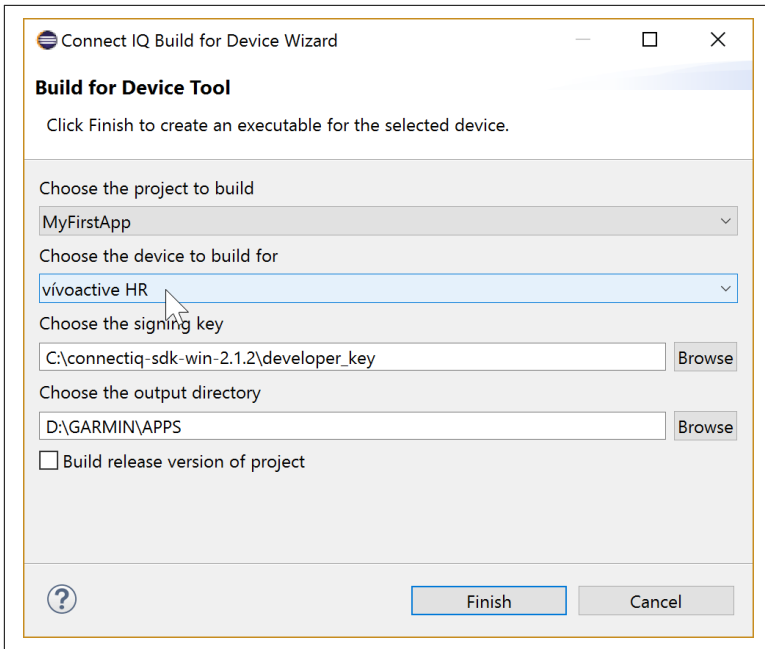 Connect IQ Build for Device Wizard
Build for Device Tool
Click Finish to create an executable for the selected device.
Choose the project to build
MyFirstApp
Choose the device to build for
vívoactive HR
Choose the signing key
C:\connectiq-sdk-win-2.1.2\developer_key
Browse
Choose the output directory
D:\GARMIN\APPS
Browse
Build release version of project
?
Finish
Cancel